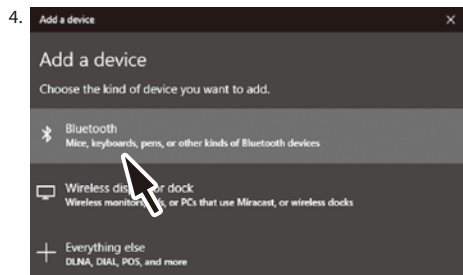 4.
Add a device
Add a device
Choose the kind of device you want to add.
Bluetooth
Mice, keyboards, pens, or other kinds of Bluetooth devices
Wireless or dock
Wireless or PCs that use Miracast, or wireless docks
Everything else
DLNA, DIAL, POS, and more